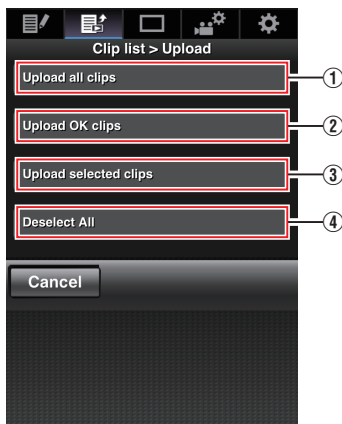 Clip list > Upload
Upload all clips
①
Upload OK clips
②
Upload selected clips
③
Deselect All
④
Cancel